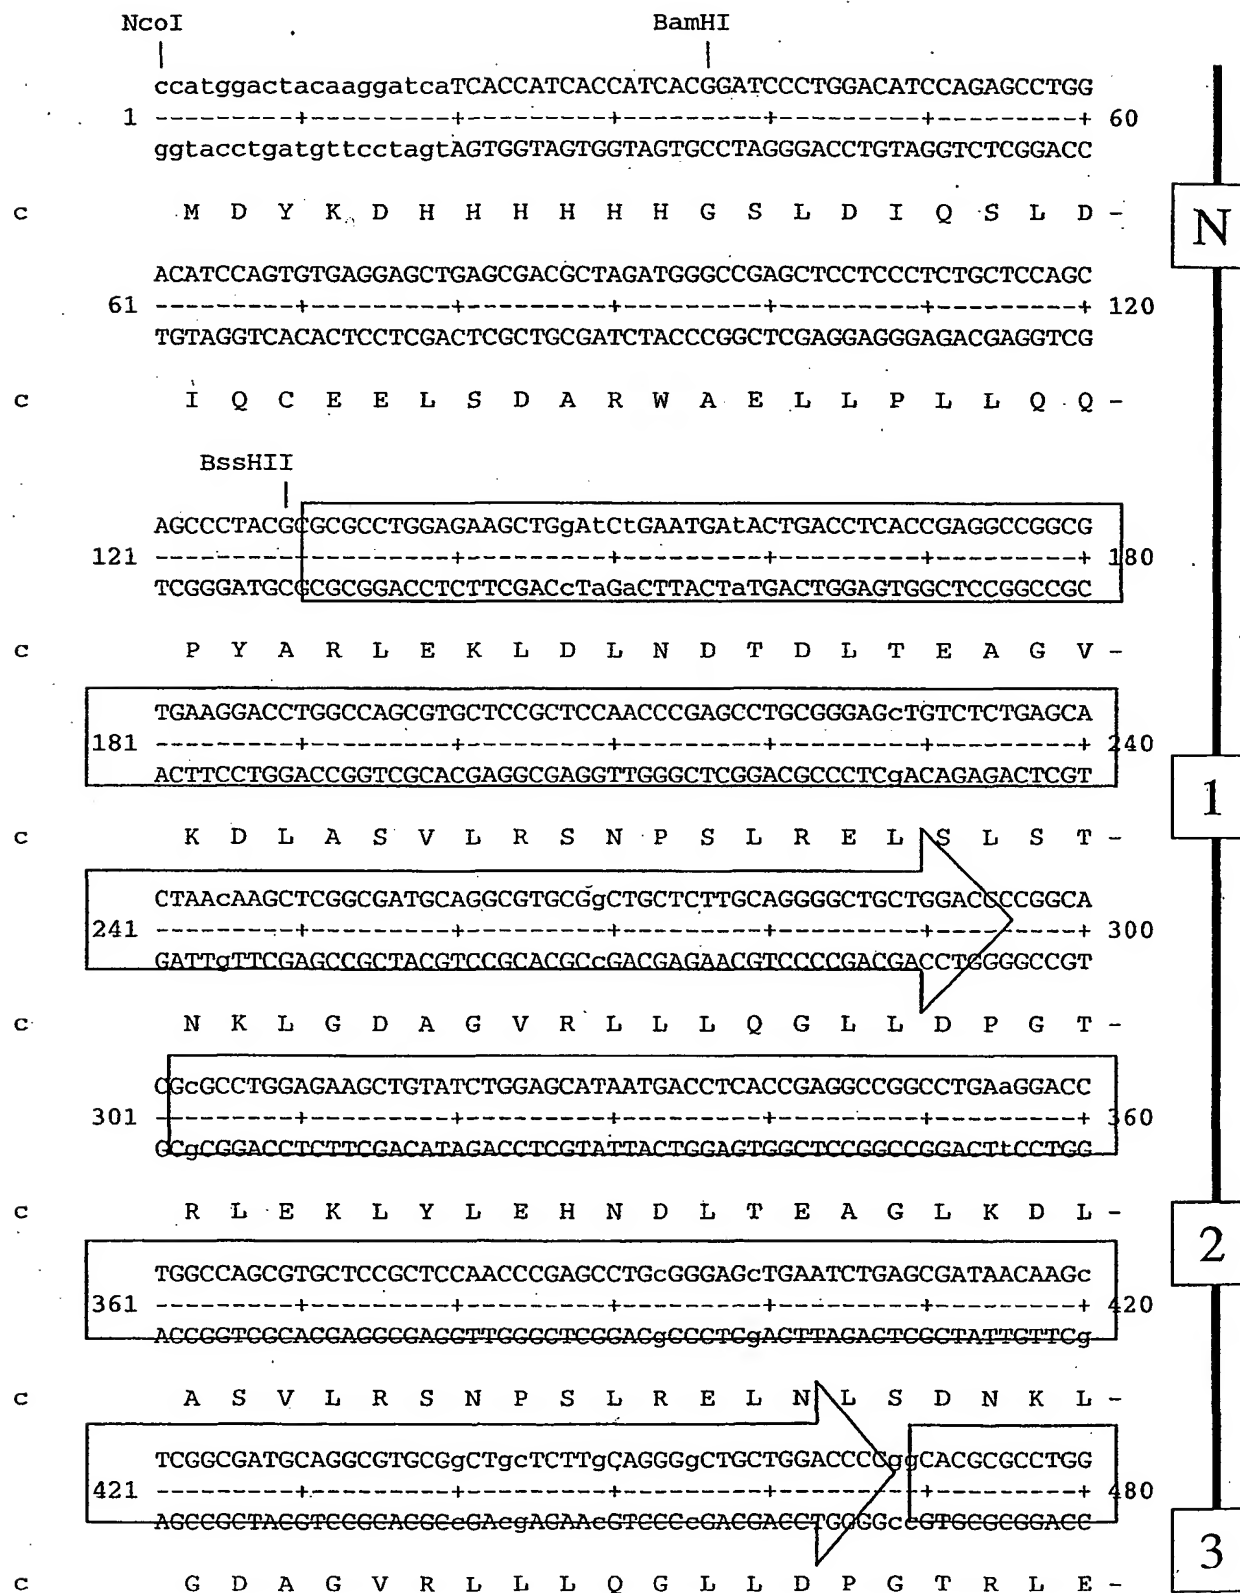 NcoI BamHI
ccatggactacaaggatcaTCACCATCACCATCACGGATCCCTGGACATCCAGAGCCTGG
1 ---------+---------+---------+---------+---------+---------+ 60
ggtacctgatgttcctagtAGTGGTAGTGGTAGTGCCTAGGGACCTGTAGGTCTCGGACC
c M D Y K D H H H H H H G S L D I Q S L D -
N
ACATCCAGTGTGAGGAGCTGAGCGACGCTAGATGGGCCGAGCTCCTCCCTCTGCTCCAGC
61 ---------+---------+---------+---------+---------+---------+ 120
TGTAGGTCACACTCCTCGACTCGCTGCGATCTACCCGGCTCGAGGAGGGAGACGAGGTCG
c I Q C E E L S D A R W A E L L P L L Q Q -
BssHII
AGCCCTACGCGCGCCTGGAGAAGCTGgAtCtGAATGAtACTGACCTCACCGAGGCCGGCG
121 ---------+---------+---------+---------+---------+---------+ 180
TCGGGATGCGCGCGGACCTCTTCGACcTaGaCTTACTaTGACTGGAGTGGCTCCGGCCGC
c P Y A R L E K L D L N D T D L T E A G V -
TGAAGGACCTGGCCAGCGTGCTCCGCTCCAACCCGAGCCTGCGGGAGcTGTCTCTGAGCA
181 ---------+---------+---------+---------+---------+---------+ 240
ACTTCCTGGACCGGTCGCACGAGGCGAGGTTGGGCTCGGACGCCCTCgACAGAGACTCGT
1
c K D L A S V L R S N P S L R E L S L S T -
CTAAcAAGCTCGGCGATGCAGGCGTGCGgCTGCTCTTGCAGGGGCTGCTGGACCCCGGCA
241 ---------+---------+---------+---------+---------+---------+ 300
GATTgTTCGAGCCGCTACGTCCGCACGCcGACGAGAACGTCCCCGACGACCTGGGGCCGT
c N K L G D A G V R L L L Q G L L D P G T -
CGcGCCTGGAGAAGCTGTATCTGGAGCATAATGACCTCACCGAGGCCGGCCTGAaGGACC
301 ---------+---------+---------+---------+---------+---------+ 360
GCgCGGACCTCTTCGACATAGACCTCGTATTACTGGAGTGGCTCCGGCCGGACTtCCTGG
c R L E K L Y L E H N D L T E A G L K D L -
2
TGGCCAGCGTGCTCCGCTCCAACCCGAGCCTGcGGGAGcTGAATCTGAGCGATAACAAGc
361 ---------+---------+---------+---------+---------+---------+ 420
ACCGGTCGCACGAGGCGAGGTTGGGCTCGGACgCCCTCgACTTAGACTCGCTATTGTTCg
c A S V L R S N P S L R E L N L S D N K L -
TCGGCGATGCAGGCGTGCGgCTgcTCTTgCAGGGgCTGCTGGACCCCggCACGCGCCTGG
421 ---------+---------+---------+---------+---------+---------+ 480
AGCCGCTACGTCCGCACGCcGAcgAGAAcGTCCCcGACGACCTGGGGccGTGCGCGGACC
3
c G D A G V R L L L Q G L L D P G T R L E -